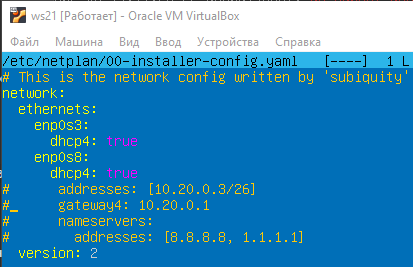 ws21 [Работает] - Oracle VM VirtualBox
Файл Машина Вид Ввод Устройства Справка
/etc/netplan/00-installer-config.yaml [----] 1 L
# This is the network config written by 'subiquity'
network:
  ethernets:
    enp0s3:
      dhcp4: true
    enp0s8:
      dhcp4: true
#      addresses: [10.20.0.3/26]
#_     gateway4: 10.20.0.1
#      nameservers:
#        addresses: [8.8.8.8, 1.1.1.1]
  version: 2